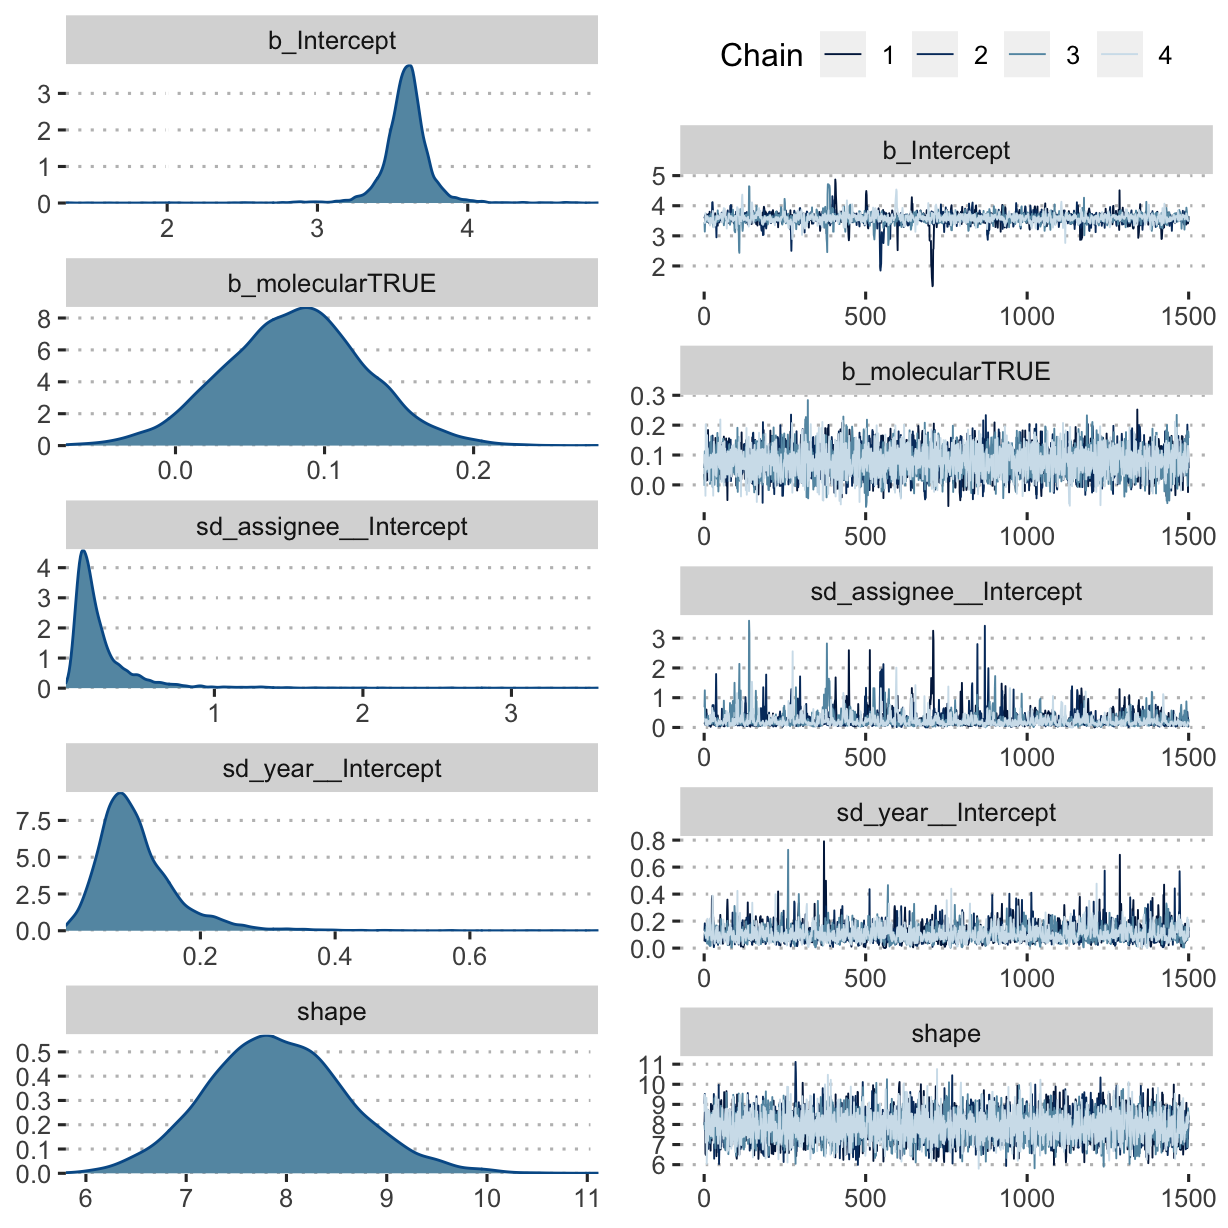 b_Intercept
3
2
1
0
2 3 4
b_molecularTRUE
8
6
4
2
0
0.0 0.1 0.2
sd_assignee__Intercept
4
3
2
1
0
1 2 3
sd_year__Intercept
7.5
5.0
2.5
0.0
0.2 0.4 0.6
shape
0.5
0.4
0.3
0.2
0.1
0.0
6 7 8 9 10 11
Chain 1 2 3 4
b_Intercept
5
4
3
2
0 500 1000 1500
b_molecularTRUE
0.3
0.2
0.1
0.0
0 500 1000 1500
sd_assignee__Intercept
3
2
1
0
0 500 1000 1500
sd_year__Intercept
0.8
0.6
0.4
0.2
0.0
0 500 1000 1500
shape
11
10
9
8
7
6
0 500 1000 1500